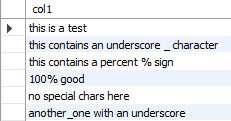 col1
this is a test
this contains an underscore _ character
this contains a percent % sign
100% good
no special chars here
another_one with an underscore